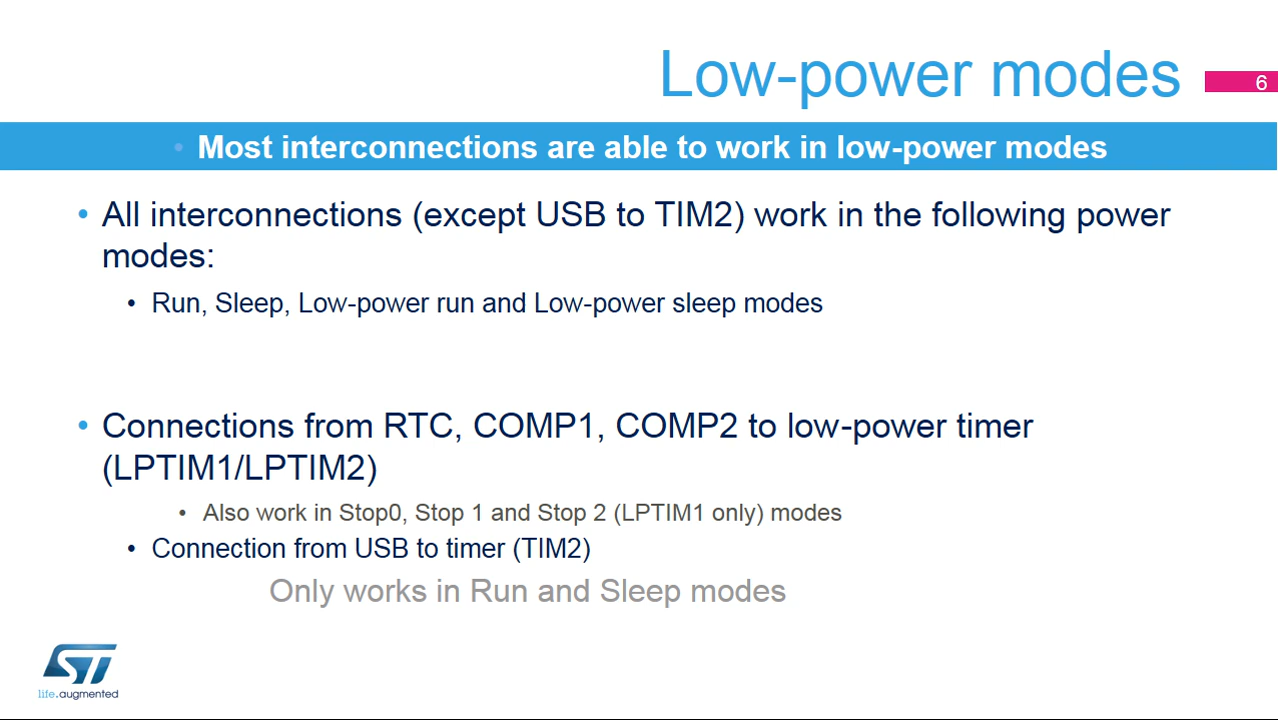 Low-power modes
6
• Most interconnections are able to work in low-power modes
• All interconnections (except USB to TIM2) work in the following power
modes:
• Run, Sleep, Low-power run and Low-power sleep modes
• Connections from RTC, COMP1, COMP2 to low-power timer
(LPTIM1/LPTIM2)
• Also work in Stop0, Stop 1 and Stop 2 (LPTIM1 only) modes
• Connection from USB to timer (TIM2)
Only works in Run and Sleep modes
ST
life.augmented